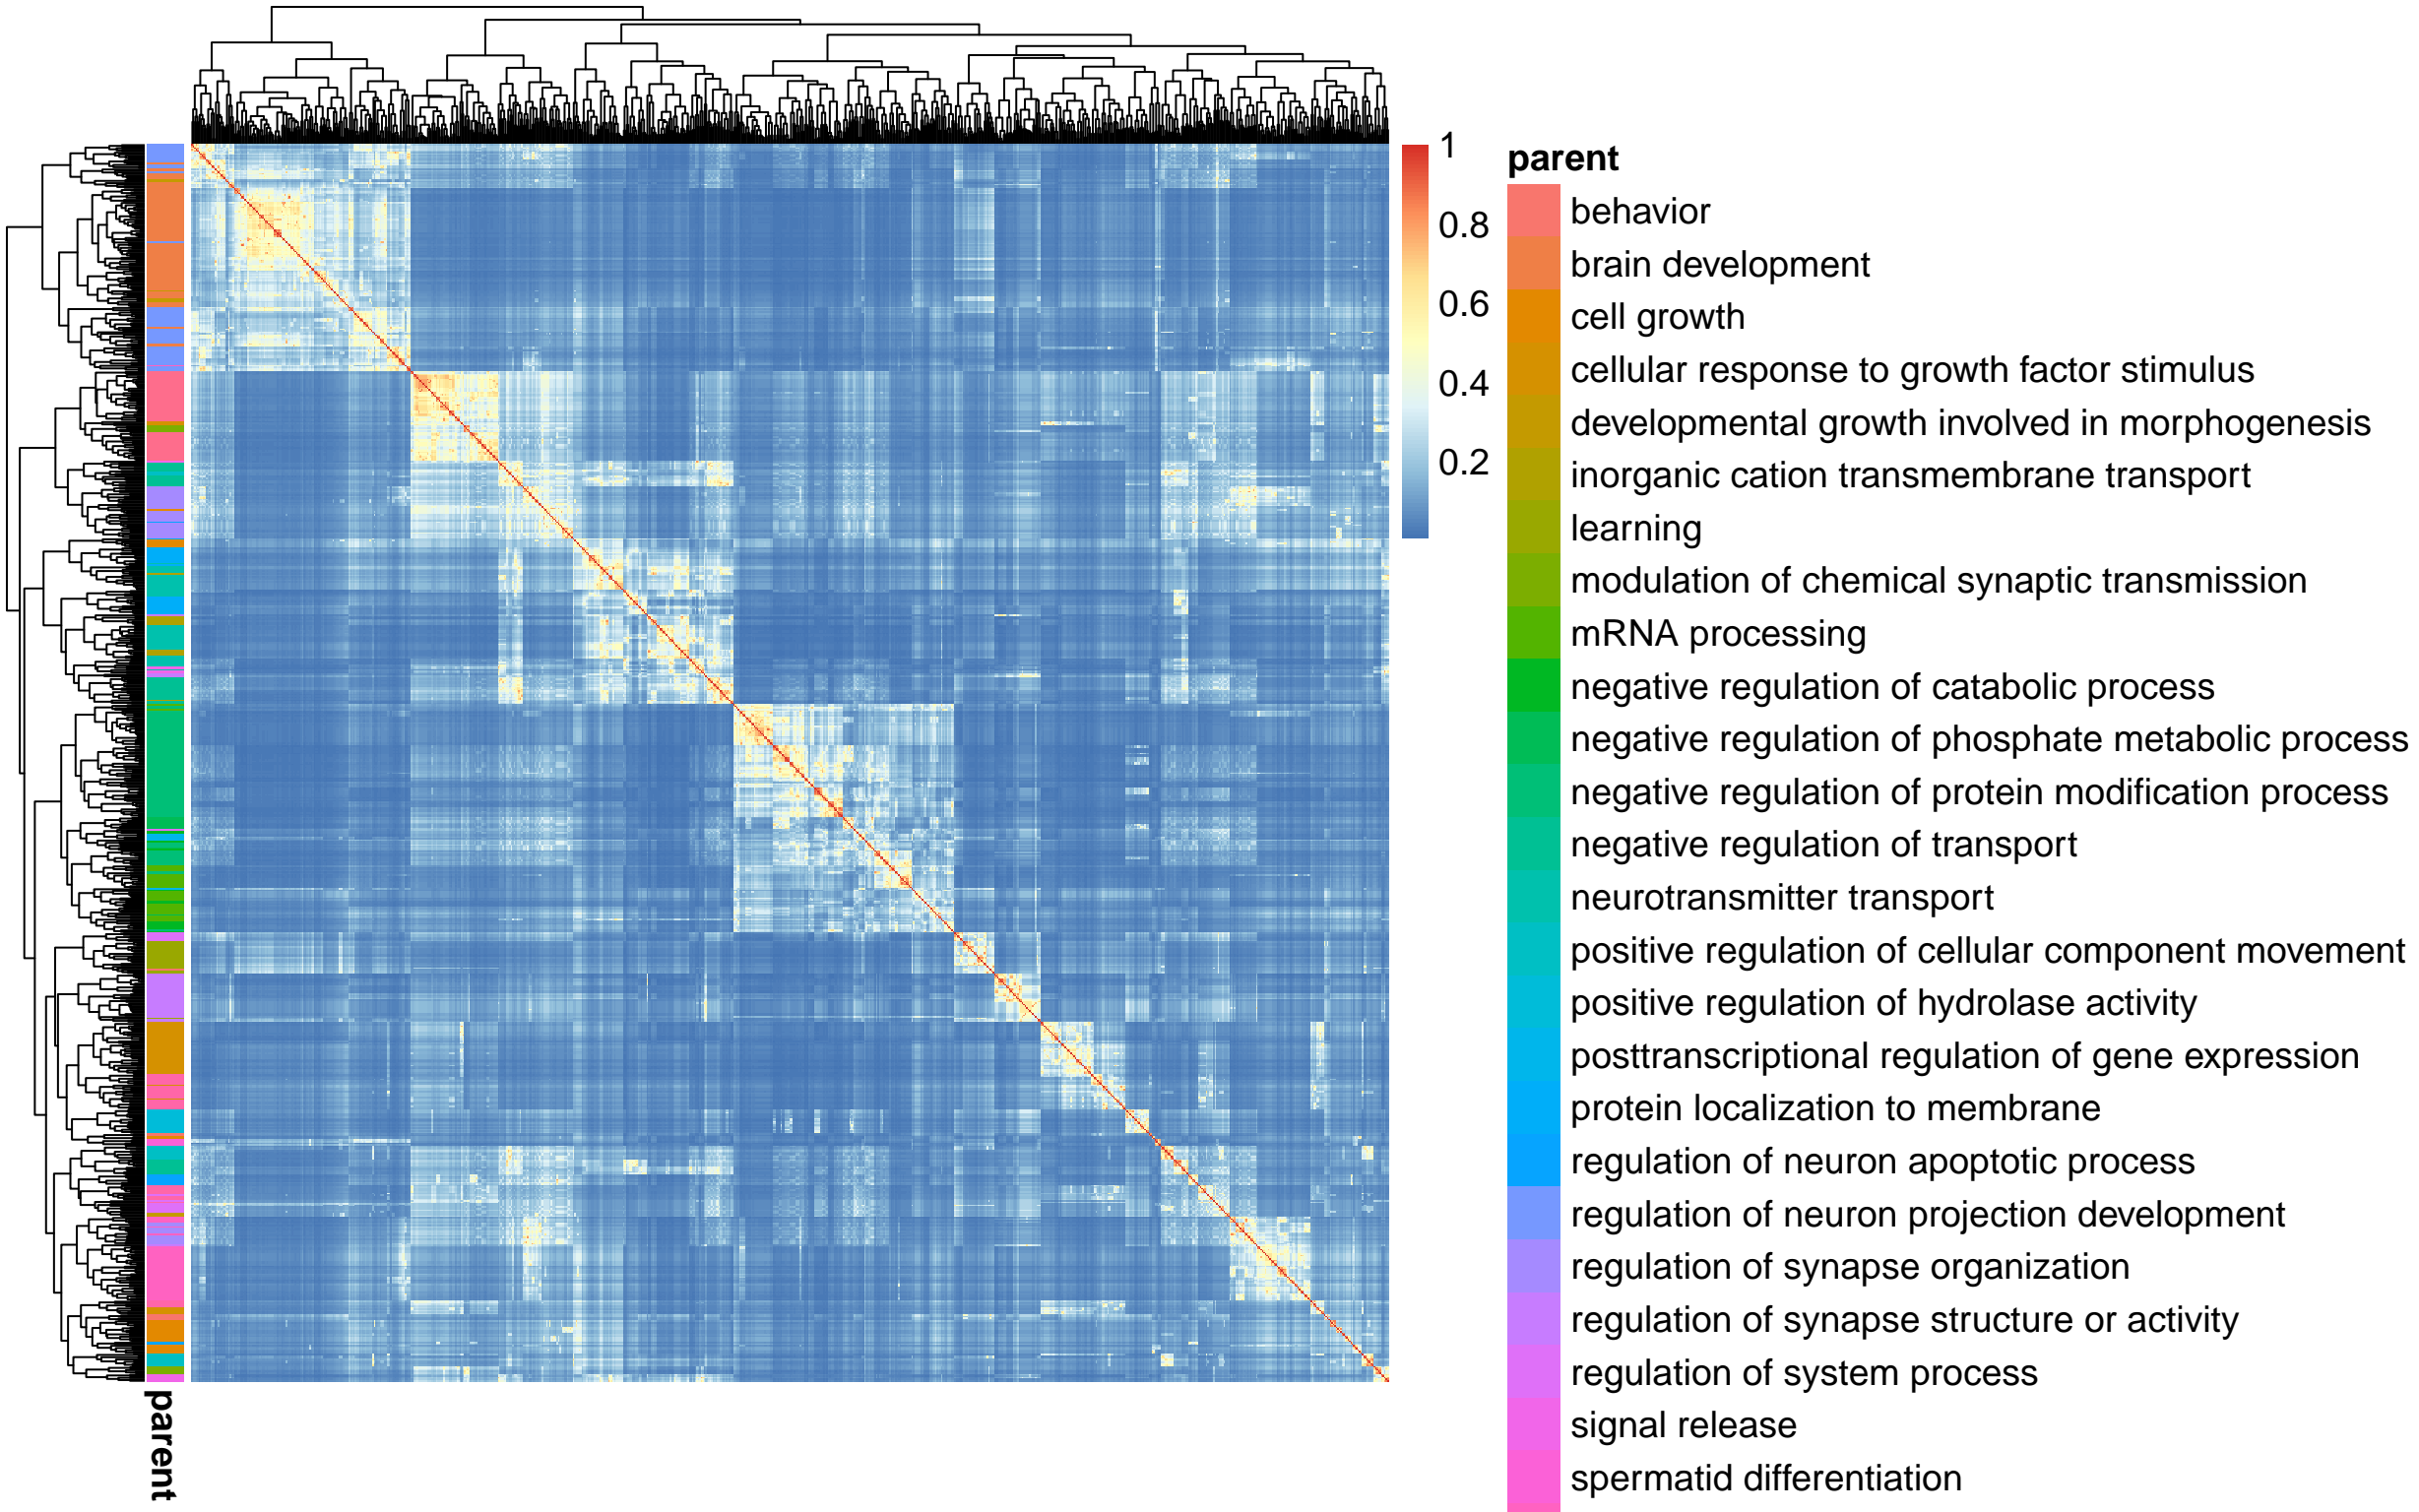 1
0.8
0.6
0.4
0.2
parent
behavior
brain development
cell growth
cellular response to growth factor stimulus
developmental growth involved in morphogenesis
inorganic cation transmembrane transport
learning
modulation of chemical synaptic transmission
mRNA processing
negative regulation of catabolic process
negative regulation of phosphate metabolic process
negative regulation of protein modification process
negative regulation of transport
neurotransmitter transport
positive regulation of cellular component movement
positive regulation of hydrolase activity
posttranscriptional regulation of gene expression
protein localization to membrane
regulation of neuron apoptotic process
regulation of neuron projection development
regulation of synapse organization
regulation of synapse structure or activity
regulation of system process
signal release
spermatid differentiation
parent